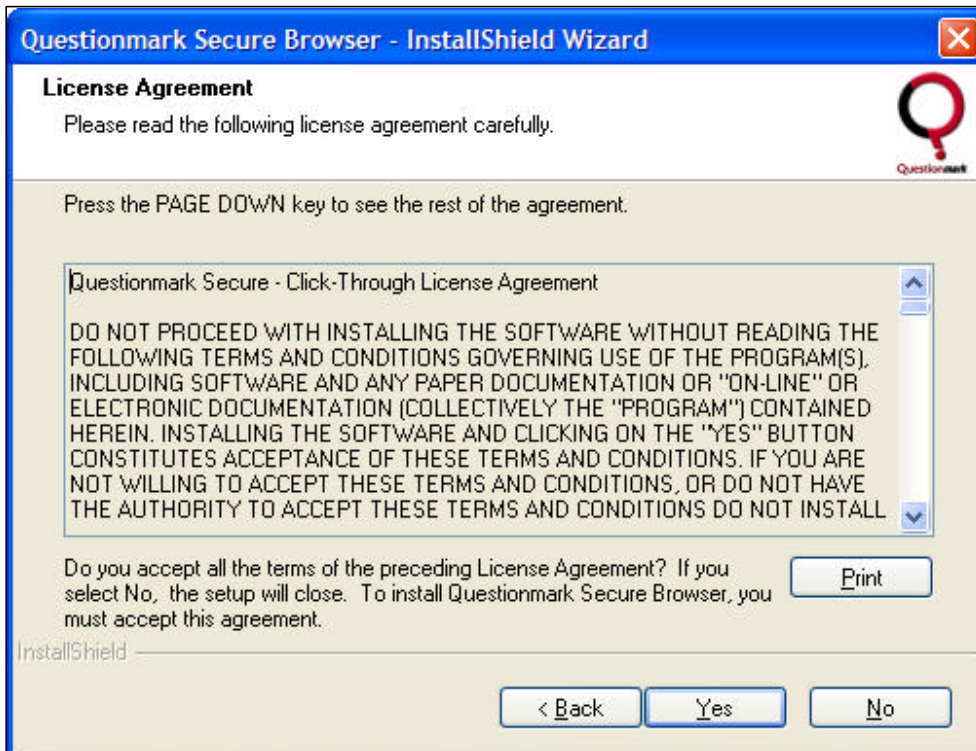 Questionmark Secure Browser - InstallShield Wizard
License Agreement
Please read the following license agreement carefully.
Questionmark
Press the PAGE DOWN key to see the rest of the agreement.
Questionmark Secure - Click-Through License Agreement
DO NOT PROCEED WITH INSTALLING THE SOFTWARE WITHOUT READING THE
FOLLOWING TERMS AND CONDITIONS GOVERNING USE OF THE PROGRAM(S),
INCLUDING SOFTWARE AND ANY PAPER DOCUMENTATION OR "ON-LINE" OR
ELECTRONIC DOCUMENTATION (COLLECTIVELY THE "PROGRAM") CONTAINED
HEREIN. INSTALLING THE SOFTWARE AND CLICKING ON THE "YES" BUTTON
CONSTITUTES ACCEPTANCE OF THESE TERMS AND CONDITIONS. IF YOU ARE
NOT WILLING TO ACCEPT THESE TERMS AND CONDITIONS, OR DO NOT HAVE
THE AUTHORITY TO ACCEPT THESE TERMS AND CONDITIONS DO NOT INSTALL
Do you accept all the terms of the preceding License Agreement? If you
select No, the setup will close. To install Questionmark Secure Browser, you
must accept this agreement.
Print
InstallShield
< Back
Yes
No